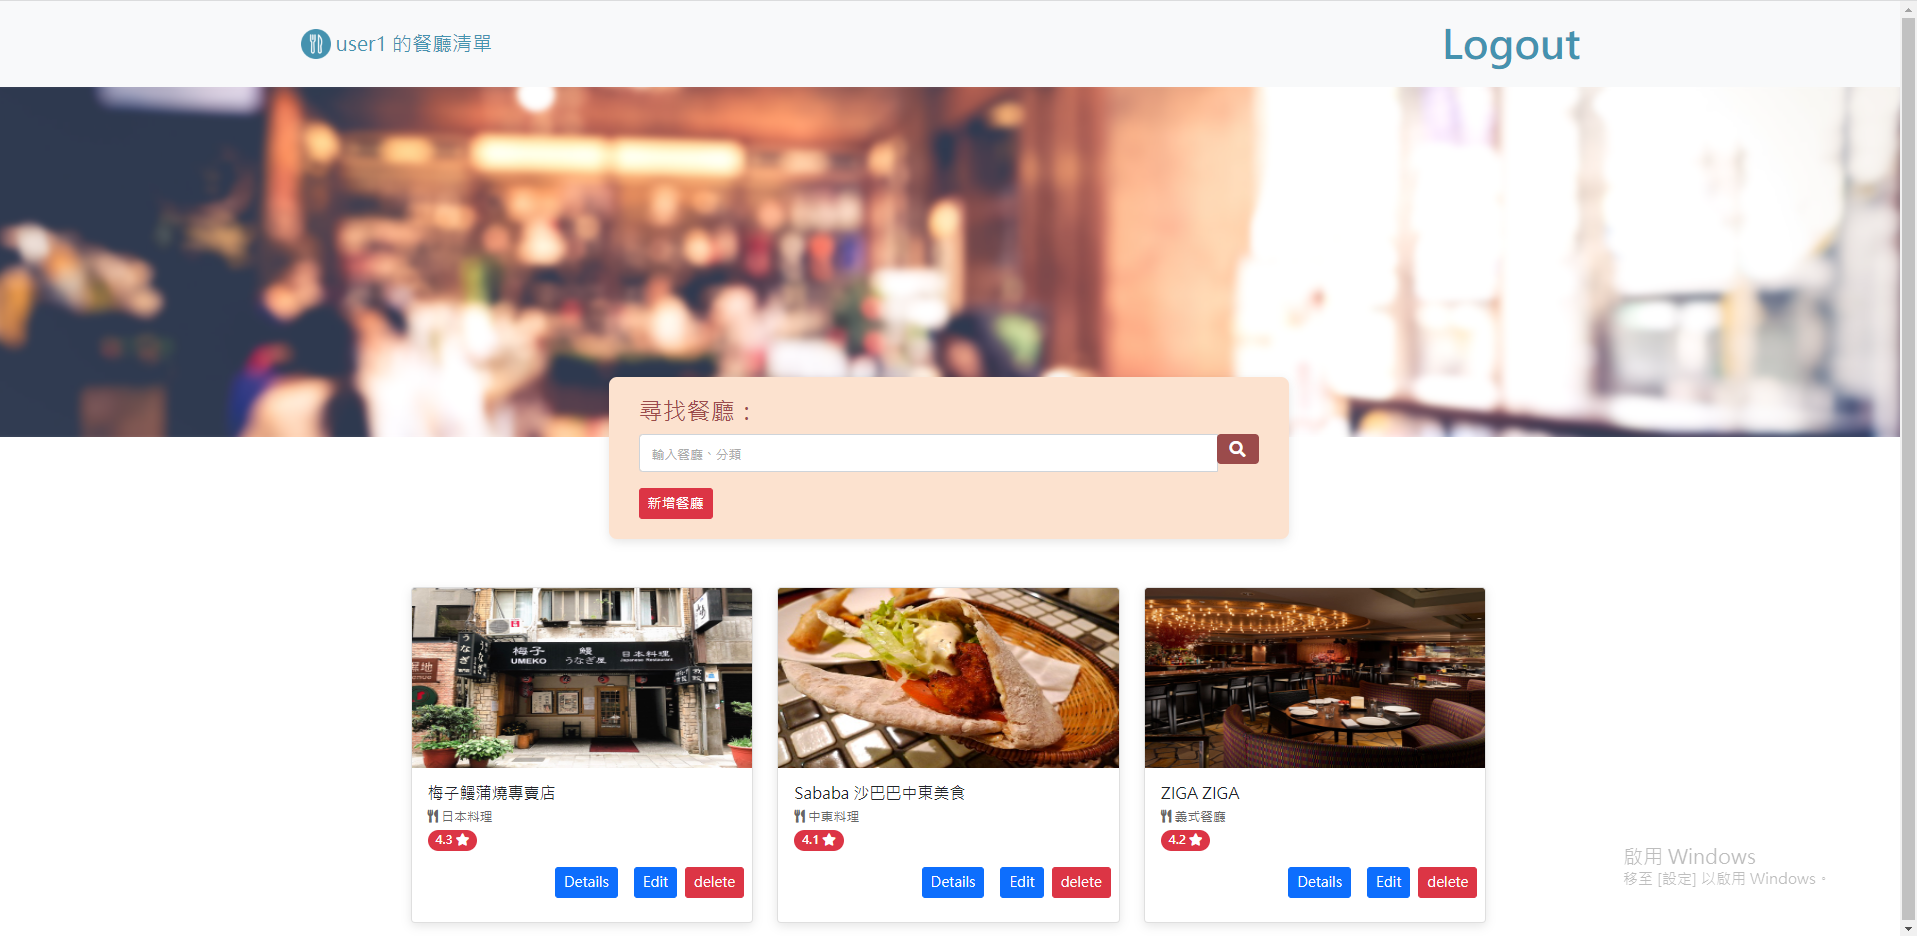 user1 的餐廳清單
Logout
尋找餐廳：
輸入餐廳、分類
新增餐廳
うなぎ
梅子
UMEKO
鰻
うなぎ屋
日本料理
Japanese Restaurant
梅子鰻蒲燒專賣店
日本料理
4.3
Details Edit delete
Sababa 沙巴巴中東美食
中東料理
4.1
Details Edit delete
ZIGA ZIGA
義式餐廳
4.2
Details Edit delete
啟用 Windows
移至 [設定] 以啟用 Windows。